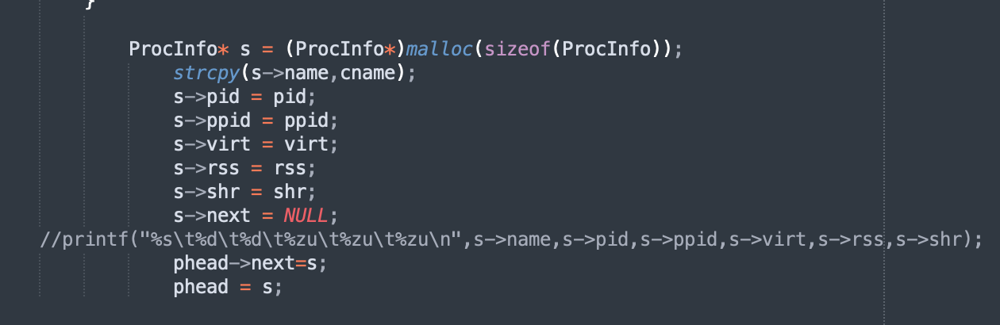 }
ProcInfo* s = (ProcInfo*)malloc(sizeof(ProcInfo));
strcpy(s->name,cname);
s->pid = pid;
s->ppid = ppid;
s->virt = virt;
s->rss = rss;
s->shr = shr;
s->next = NULL;
//printf("%s\t%d\t%d\t%zu\t%zu\t%zu\n",s->name,s->pid,s->ppid,s->virt,s->rss,s->shr);
phead->next=s;
phead = s;